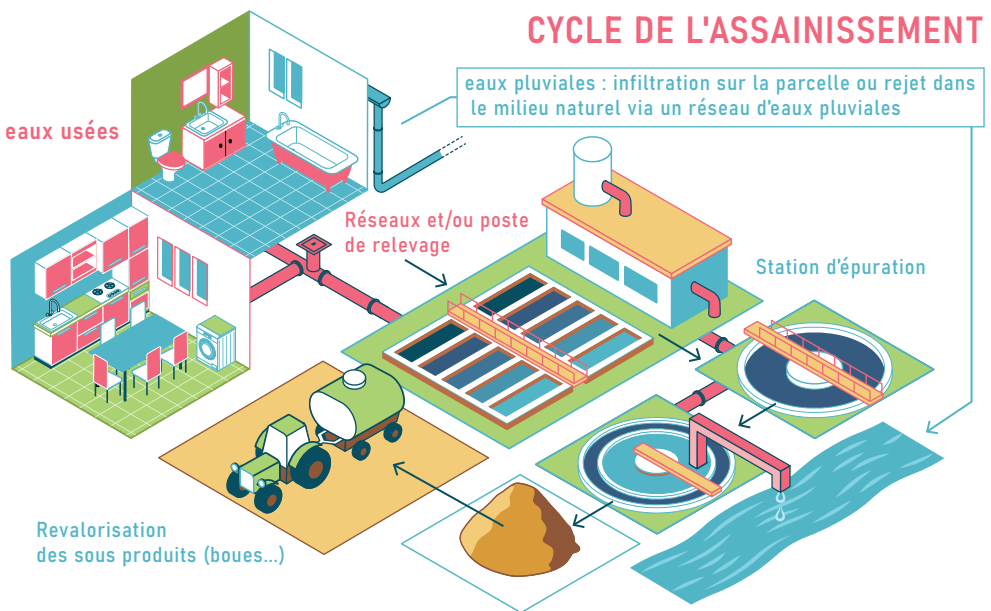 CYCLE DE L'ASSAINISSEMENT
eaux pluviales : infiltration sur la parcelle ou rejet dans
le milieu naturel via un réseau d'eaux pluviales
eaux usées
Réseaux et/ou poste
de relevage
Station d'épuration
Revalorisation
des sous produits (boues...)